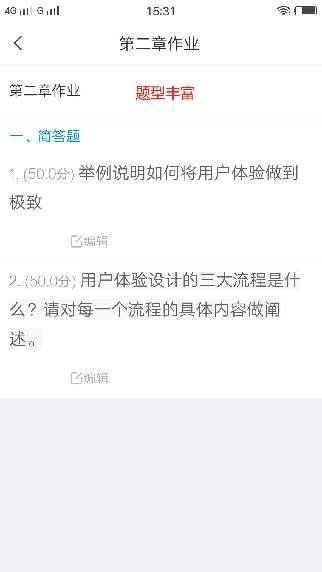 4G G 15:31
第二章作业
第二章作业 题型丰富
一、简答题
1. (50.0分) 举例说明如何将用户体验做到
极致
编辑
2. (50.0分) 用户体验设计的三大流程是什
么？请对每一个流程的具体内容做阐
述。
编辑